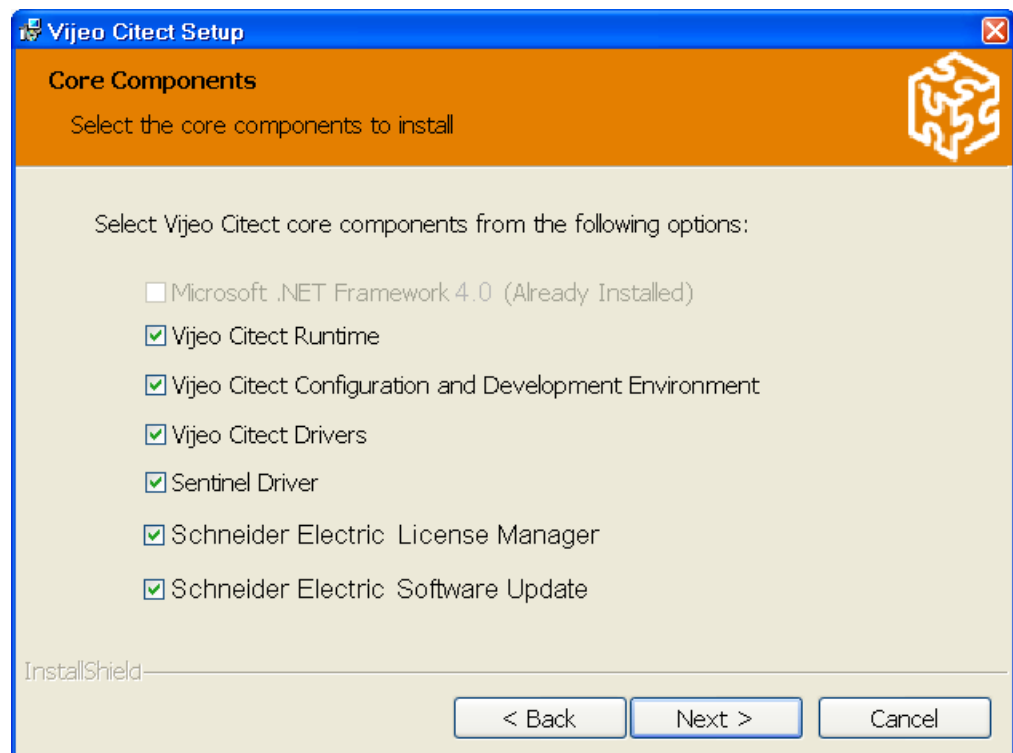 Vijeo Citect Setup
Core Components
Select the core components to install
Select Vijeo Citect core components from the following options:
Microsoft .NET Framework 4.0 (Already Installed)
Vijeo Citect Runtime
Vijeo Citect Configuration and Development Environment
Vijeo Citect Drivers
Sentinel Driver
Schneider Electric License Manager
Schneider Electric Software Update
InstallShield
< Back
Next >
Cancel